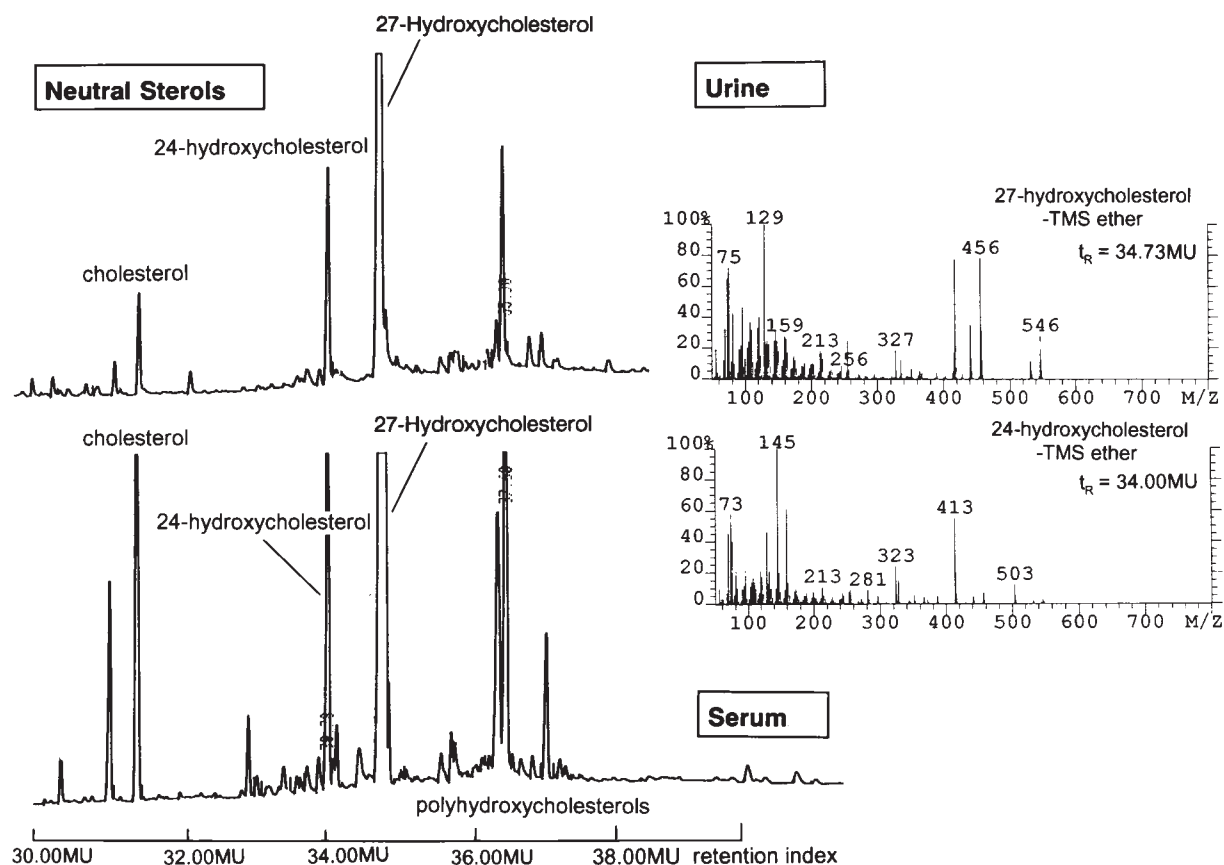 27-Hydroxycholesterol
Neutral Sterols
24-hydroxycholesterol
cholesterol
Urine
27-hydroxycholesterol
-TMS ether
tR = 34.73MU
100%
80
60
40
20
0
75
129
159
213
256
327
456
546
100 200 300 400 500 600 700 M/Z
24-hydroxycholesterol
-TMS ether
tR = 34.00MU
100%
80
60
40
20
0
73
145
213
281
323
413
503
100 200 300 400 500 600 700 M/Z
cholesterol
27-Hydroxycholesterol
24-hydroxycholesterol
Serum
polyhydroxycholesterols
30.00MU 32.00MU 34.00MU 36.00MU 38.00MU retention index